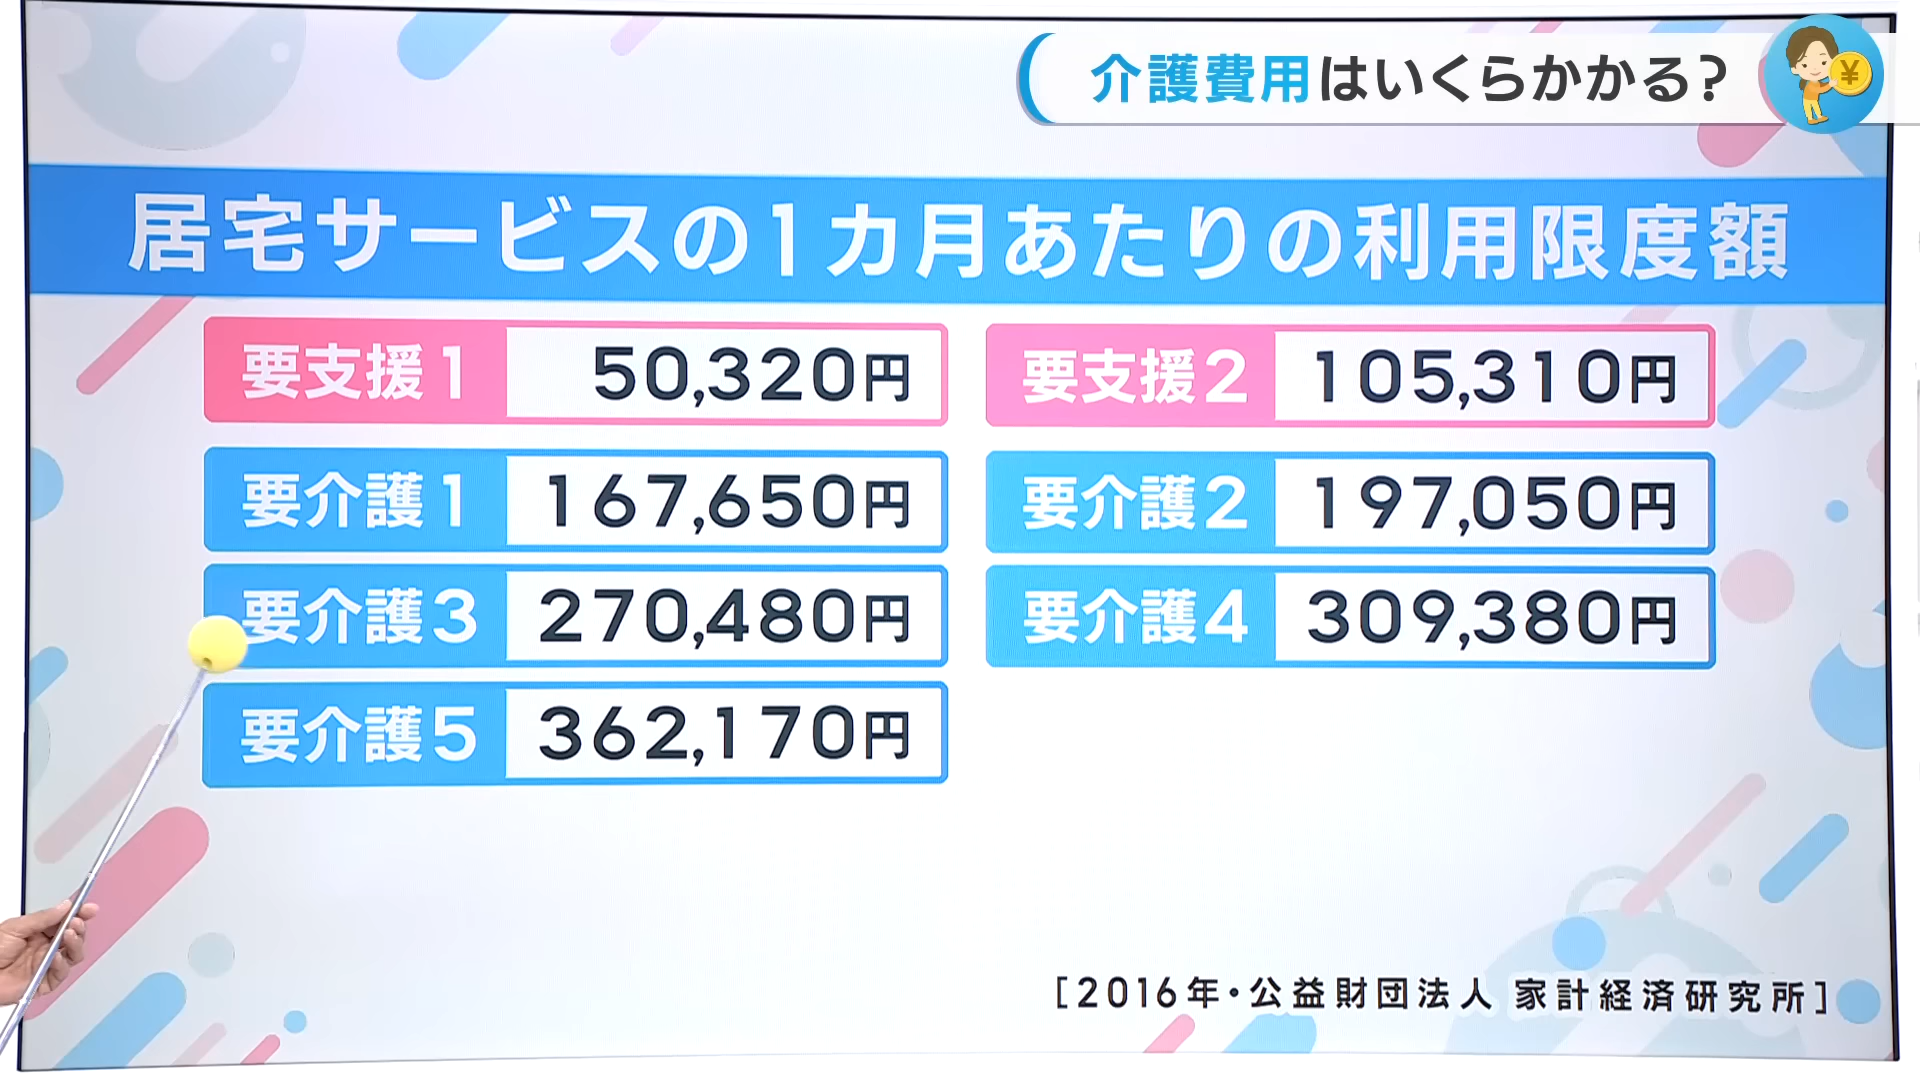 介護費用はいくらかかる?
居宅サービスの1カ月あたりの利用限度額
要支援1 50,320円
要支援2 105,310円
要介護1 167,650円
要介護2 197,050円
要介護3 270,480円
要介護4 309,380円
要介護5 362,170円
[2016年・公益財団法人 家計経済研究所]
¥